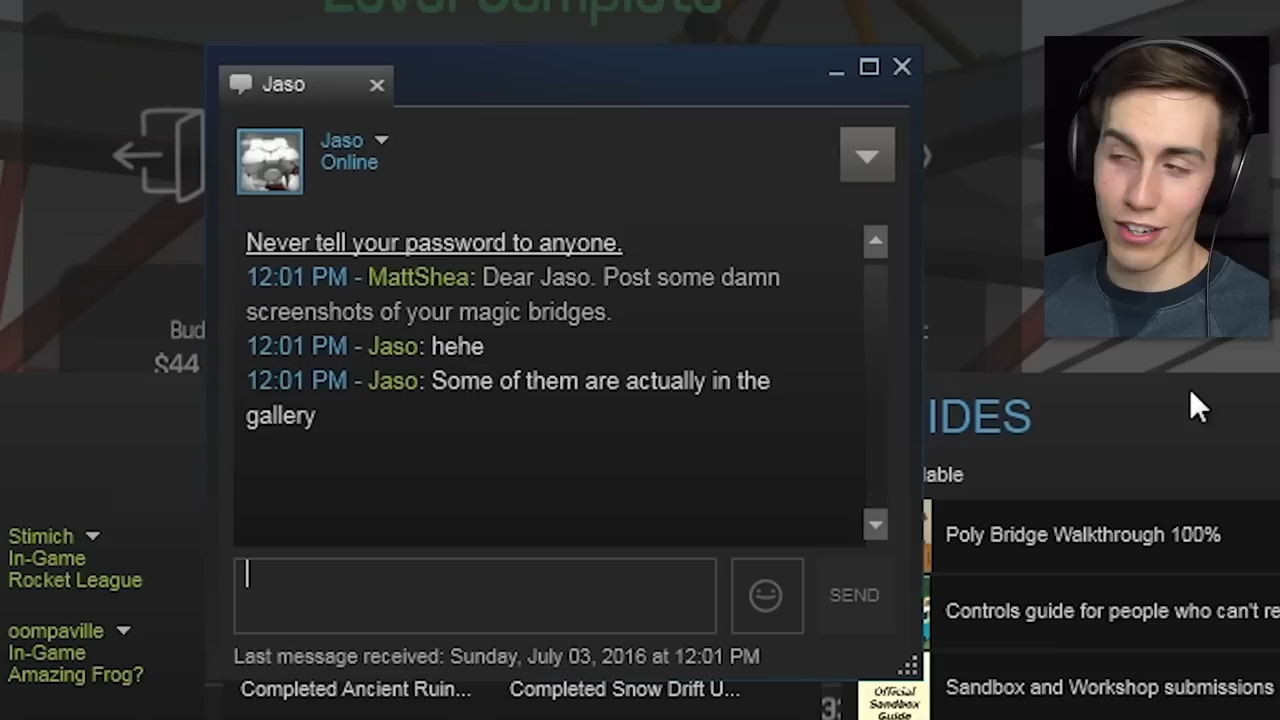 Level Complete
Jaso
Jaso
Online
Never tell your password to anyone.
12:01 PM - MattShea: Dear Jaso. Post some damn
screenshots of your magic bridges.
12:01 PM - Jaso: hehe
12:01 PM - Jaso: Some of them are actually in the
gallery
Bud
$44
IDES
lable
Stimich
In-Game
Rocket League
oompaville
In-Game
Amazing Frog?
SEND
Last message received: Sunday, July 03, 2016 at 12:01 PM
Completed Ancient Ruin... Completed Snow Drift U...
Poly Bridge Walkthrough 100%
Controls guide for people who can't re
Official
Sandbox
Guide
Sandbox and Workshop submissions